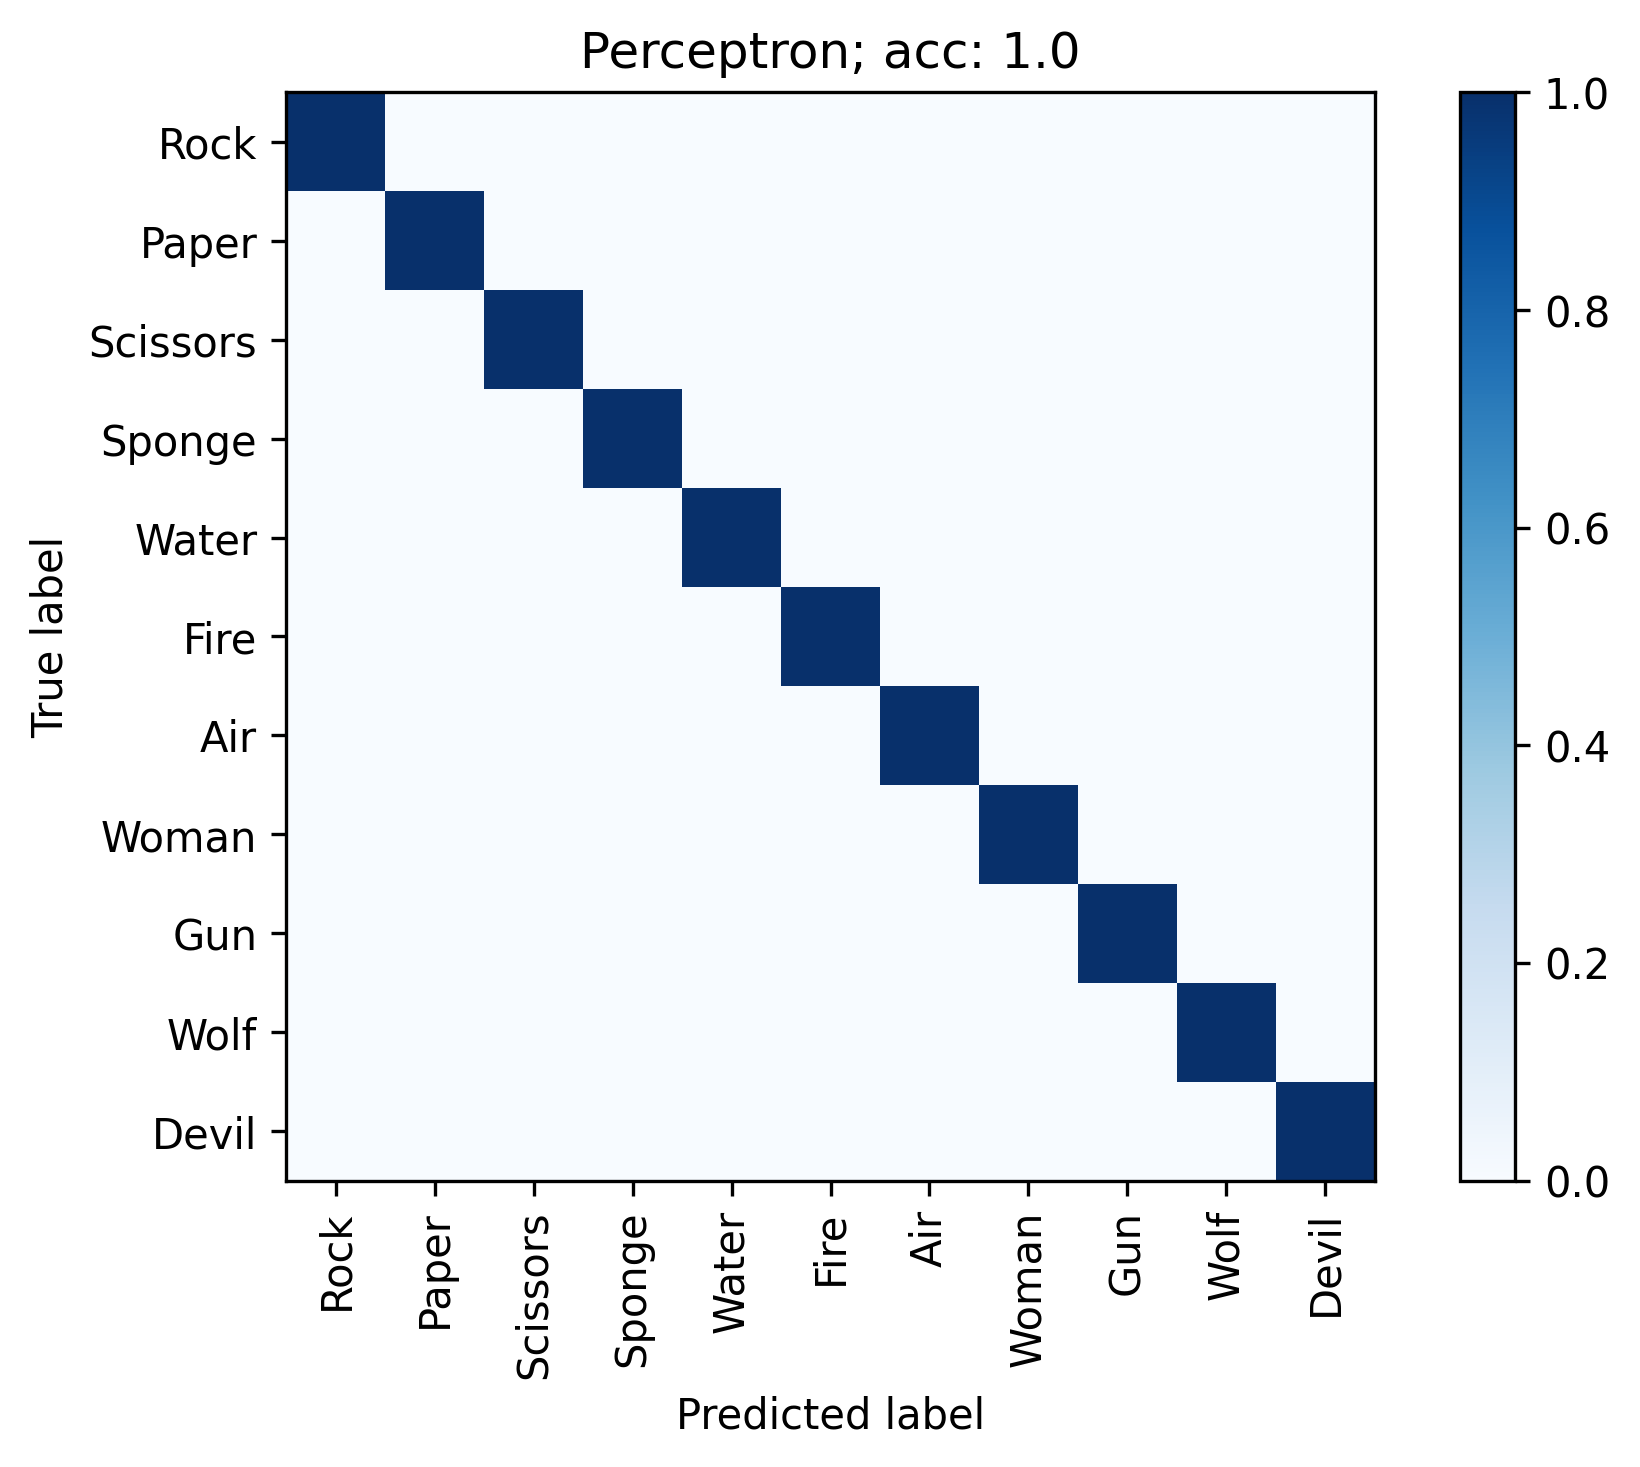 Perceptron; acc: 1.0
True label
Rock
Paper
Scissors
Sponge
Water
Fire
Air
Woman
Gun
Wolf
Devil
Rock
Paper
Scissors
Sponge
Water
Fire
Air
Woman
Gun
Wolf
Devil
Predicted label
1.0
0.8
0.6
0.4
0.2
0.0